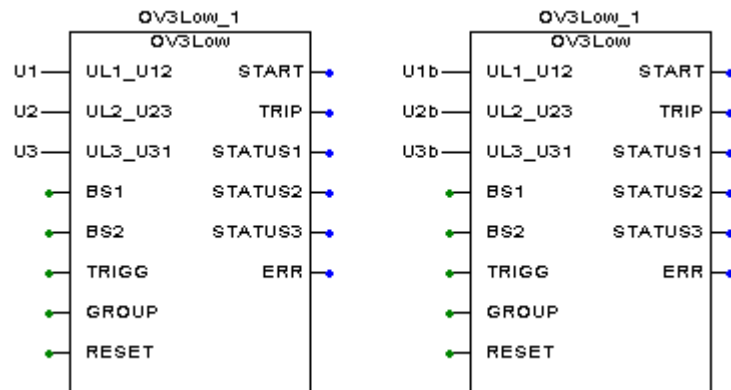 OV3Low_1 OV3Low_1
OV3Low OV3Low
U1 UL1_U12 START U1b UL1_U12 START
U2 UL2_U23 TRIP U2b UL2_U23 TRIP
U3 UL3_U31 STATUS1 U3b UL3_U31 STATUS1
BS1 STATUS2 BS1 STATUS2
BS2 STATUS3 BS2 STATUS3
TRIGG ERR TRIGG ERR
GROUP GROUP
RESET RESET